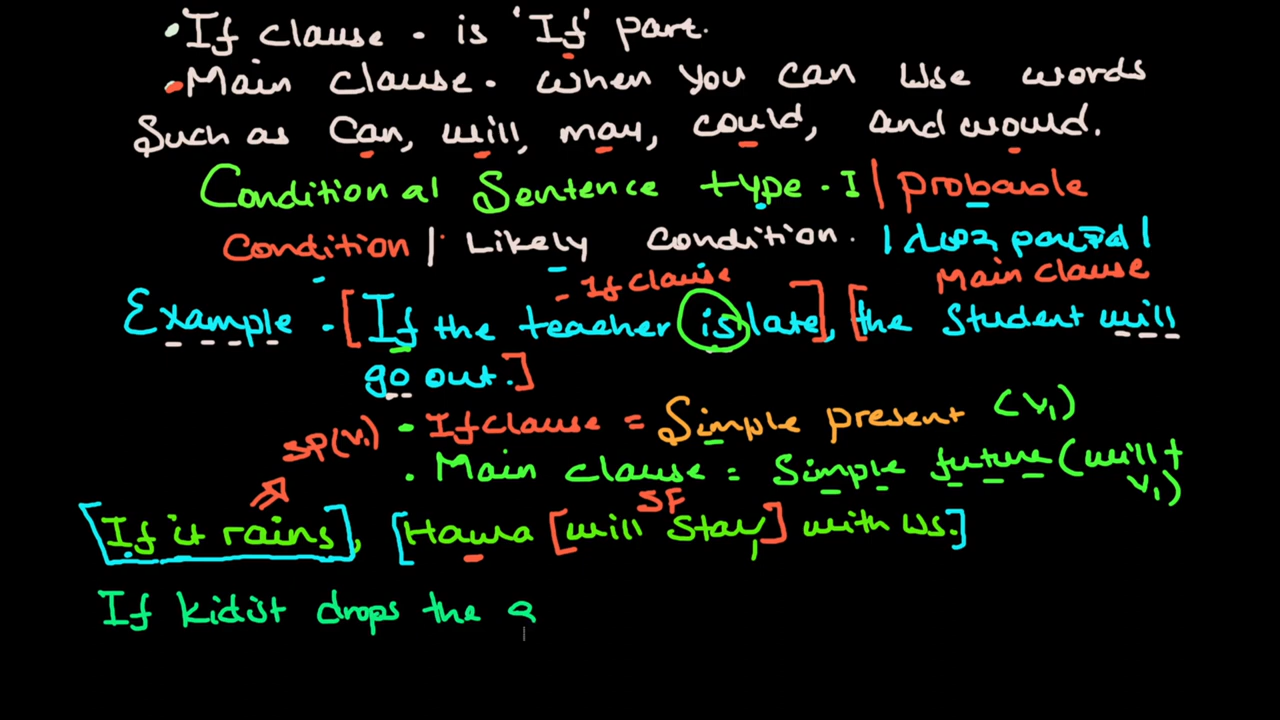 • If clause - is 'If' part.
• Main clause - when you can use words
Such as Can, will, may, could, and would.
Conditional Sentence type - I | probable
Condition | Likely condition. |
- If clause Main clause
Example - [If the teacher is late], [the student will
go out.]
SP(V₁) • If clause = Simple present (V₁)
• Main clause = Simple future (will +
V₁)
SF
[If it rains], [Hawa [will stay] with us.]
If kidist drops the